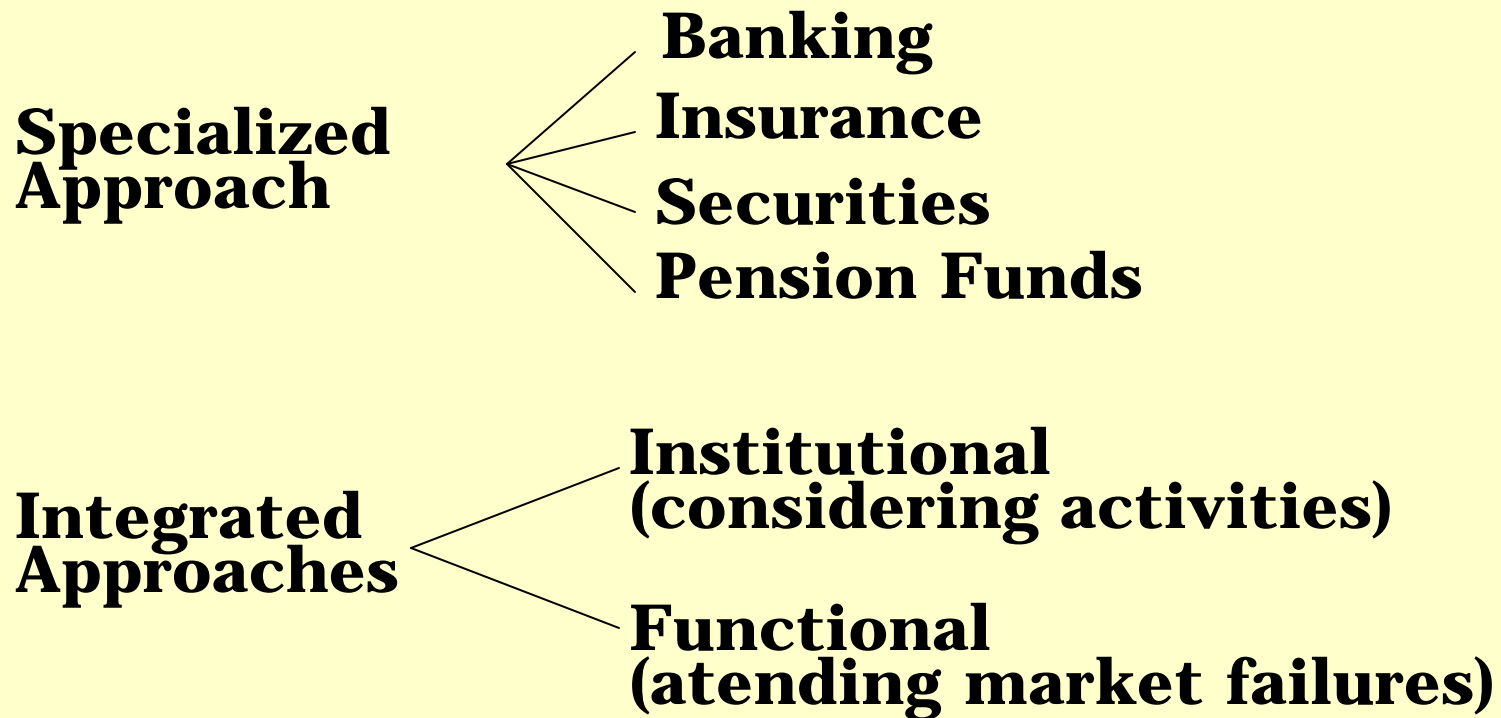 Specialized
Approach
Banking
Insurance
Securities
Pension Funds
Integrated
Approaches
Institutional
(considering activities)
Functional
(atending market failures)